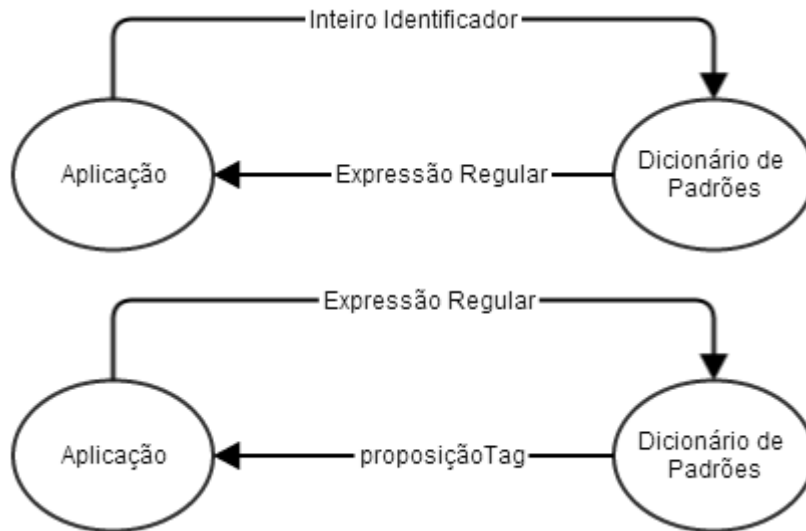 Inteiro Identificador
Aplicação
Expressão Regular
Dicionário de
Padrões
Expressão Regular
Aplicação
proposiçãoTag
Dicionário de
Padrões